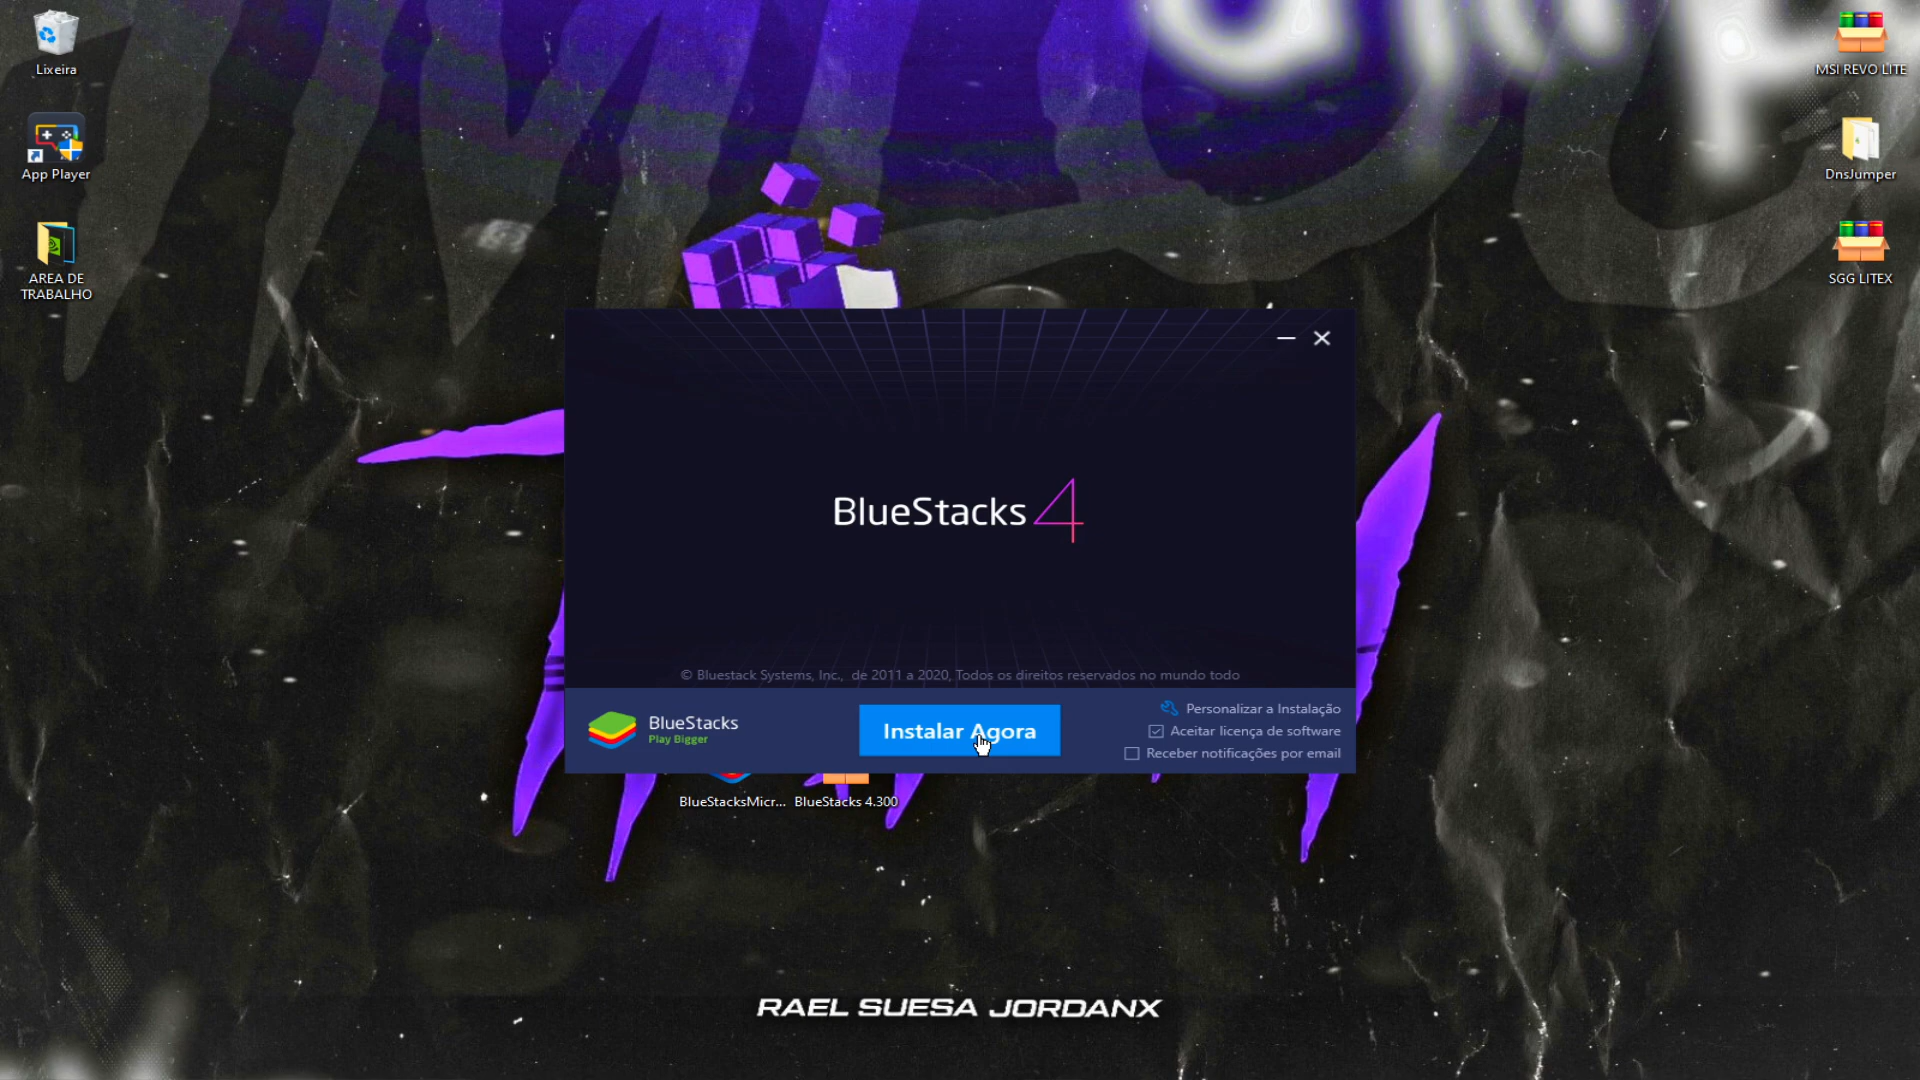 Lixeira
App Player
AREA DE
TRABALHO
MSI REVO LITE
DnsJumper
SGG LITEX
BlueStacks 4
© Bluestack Systems, Inc., de 2011 a 2020, Todos os direitos reservados no mundo todo
BlueStacks
Play Bigger
Instalar Agora
Personalizar a Instalação
Aceitar licença de software
Receber notificações por email
BlueStacksMicr...
BlueStacks 4.300
RAEL SUESA JORDANX